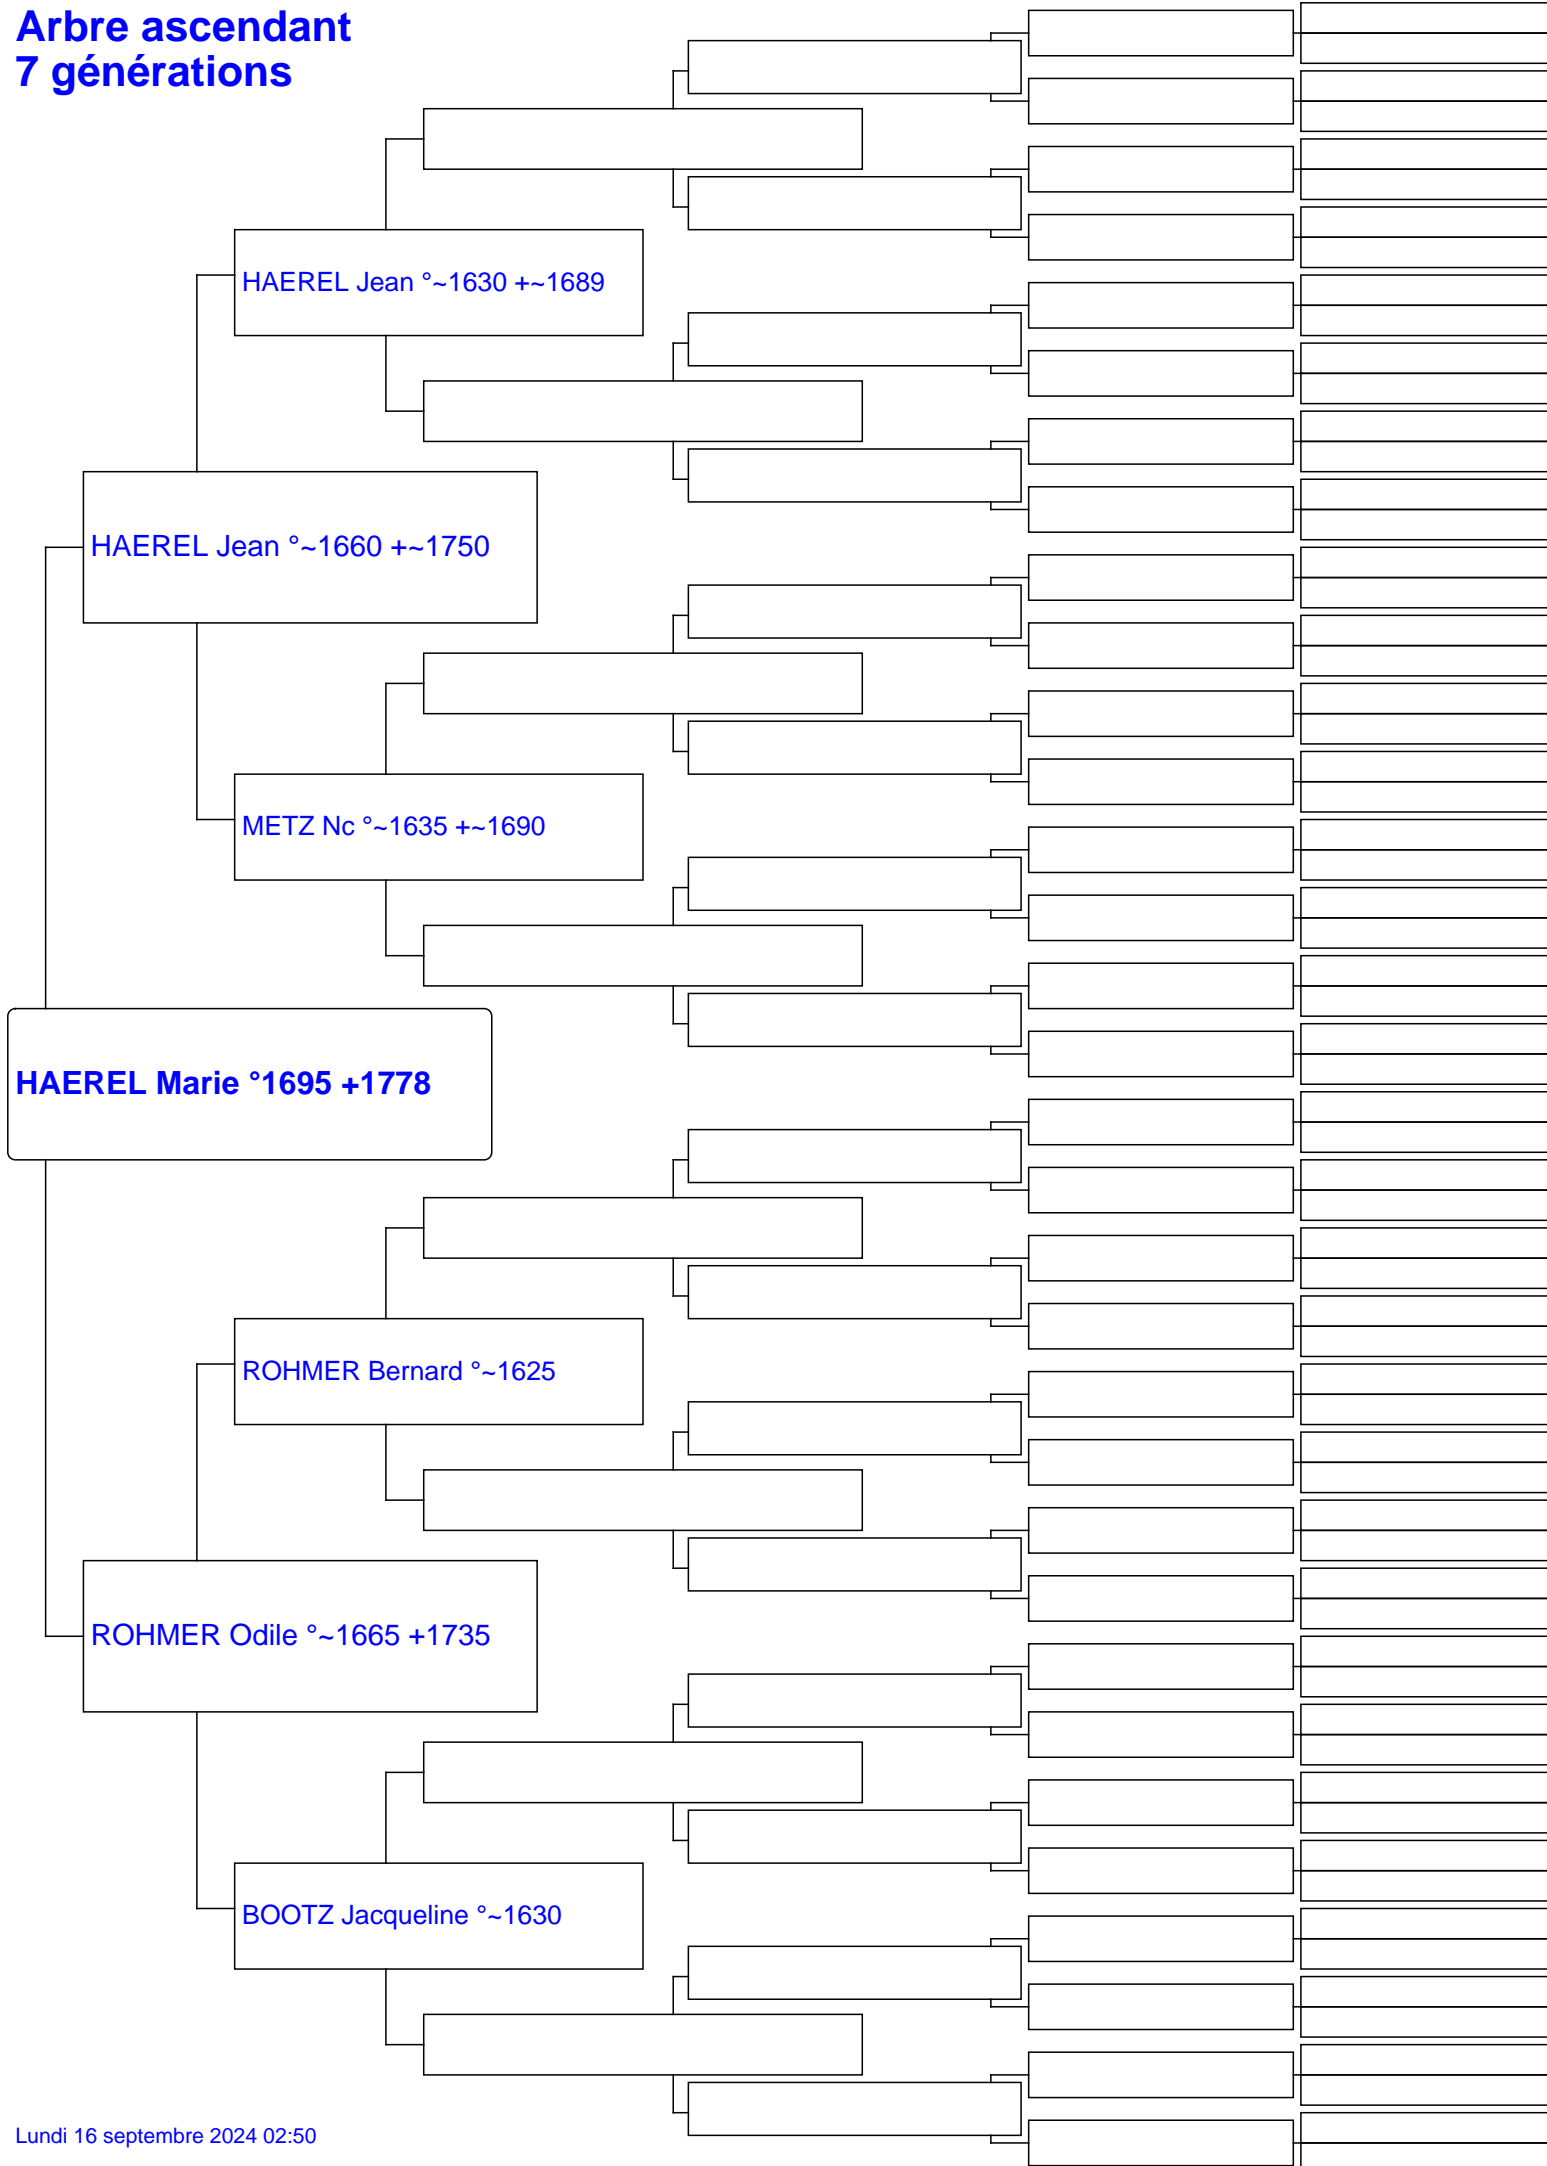 Arbre ascendant
7 générations
HAEREL Jean °~1630 +~1689
HAEREL Jean °~1660 +~1750
METZ Nc °~1635 +~1690
HAEREL Marie °1695 +1778
ROHMER Bernard °~1625
ROHMER Odile °~1665 +1735
BOOTZ Jacqueline °~1630
Lundi 16 septembre 2024 02:50